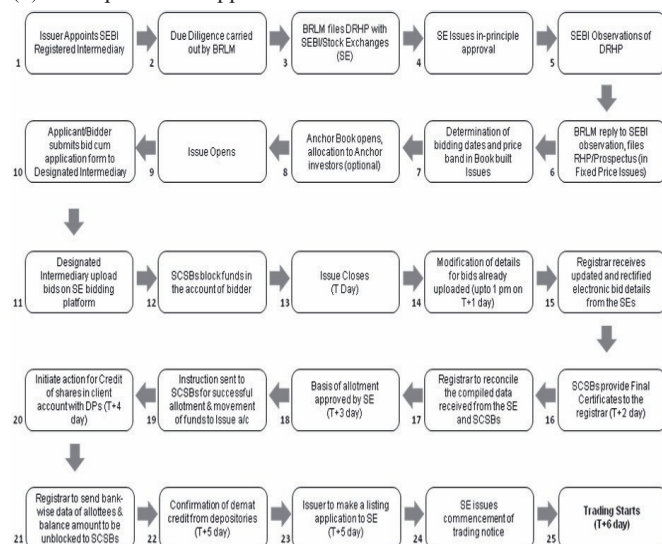 1
Issuer Appoints SEBI
Registered Intermediary
2
Due Diligence carried
out by BRLM
3
BRLM files DRHP with
SEBI/Stock Exchanges
(SE)
4
SE Issues in-principle
approval
5
SEBI Observations of
DRHP
6
BRLM reply to SEBI
observation, files
RHP/Prospectus (in
Fixed Price Issues)
7
Determination of
bidding dates and price
band in Book built
Issues
8
Anchor Book opens,
allocation to Anchor
investors (optional)
9
Issue Opens
10
Applicant/Bidder
submits bid cum
application form to
Designated Intermediary
11
Designated
Intermediary upload
bids on SE bidding
platform
12
SCSBs block funds in
the account of bidder
13
Issue Closes
(T Day)
14
Modification of details
for bids already
uploaded (upto 1 pm on
T+1 day)
15
Registrar receives
updated and rectified
electronic bid details
from the SEs
16
SCSBs provide Final
Certificates to the
registrar (T+2 day)
17
Registrar to reconcile
the compiled data
received from the SE
and SCSBs
18
Basis of allotment
approved by SE
(T+3 day)
19
Instruction sent to
SCSBs for successful
allotment & movement
of funds to Issue a/c
20
Initiate action for Credit
of shares in client
account with DPs (T+4
day)
21
Registrar to send bank-
wise data of allottees &
balance amount to be
unblocked to SCSBs
22
Confirmation of demat
credit from depositories
(T+5 day)
23
Issuer to make a listing
application to SE
(T+5 day)
24
SE issues
commencement of
trading notice
25
Trading Starts
(T+6 day)